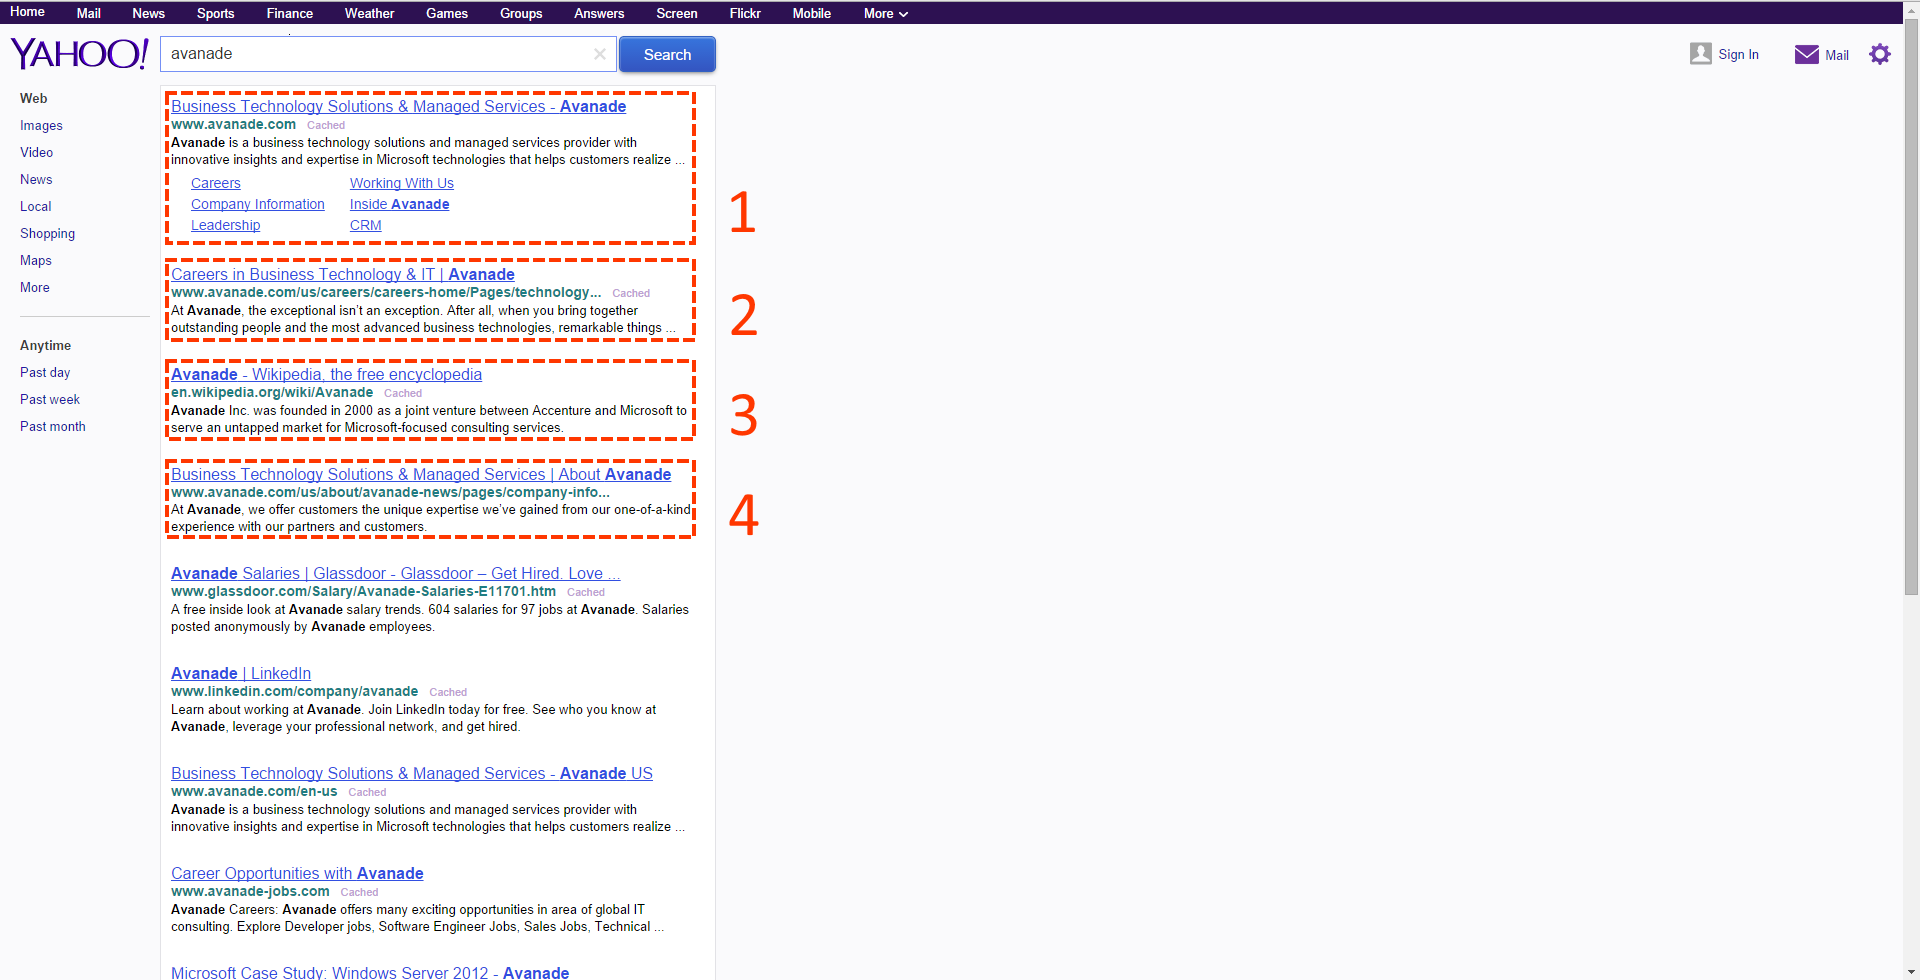 Home Mail News Sports Finance Weather Games Groups Answers Screen Flickr Mobile More
YAHOO! avanade Search Sign In Mail
Web
Images
Video
News
Local
Shopping
Maps
More
Anytime
Past day
Past week
Past month
Business Technology Solutions & Managed Services - Avanade
www.avanade.com Cached
Avanade is a business technology solutions and managed services provider with
innovative insights and expertise in Microsoft technologies that helps customers realize ...
Careers Working With Us
Company Information Inside Avanade
Leadership CRM
1
Careers in Business Technology & IT | Avanade
www.avanade.com/us/careers/careers-home/Pages/technology... Cached
At Avanade, the exceptional isn't an exception. After all, when you bring together
outstanding people and the most advanced business technologies, remarkable things ...
2
Avanade - Wikipedia, the free encyclopedia
en.wikipedia.org/wiki/Avanade Cached
Avanade Inc. was founded in 2000 as a joint venture between Accenture and Microsoft to
serve an untapped market for Microsoft-focused consulting services.
3
Business Technology Solutions & Managed Services | About Avanade
www.avanade.com/us/about/avanade-news/pages/company-info...
At Avanade, we offer customers the unique expertise we've gained from our one-of-a-kind
experience with our partners and customers.
4
Avanade Salaries | Glassdoor - Glassdoor – Get Hired. Love ...
www.glassdoor.com/Salary/Avanade-Salaries-E11701.htm Cached
A free inside look at Avanade salary trends. 604 salaries for 97 jobs at Avanade. Salaries
posted anonymously by Avanade employees.
Avanade | LinkedIn
www.linkedin.com/company/avanade Cached
Learn about working at Avanade. Join LinkedIn today for free. See who you know at
Avanade, leverage your professional network, and get hired.
Business Technology Solutions & Managed Services - Avanade US
www.avanade.com/en-us Cached
Avanade is a business technology solutions and managed services provider with
innovative insights and expertise in Microsoft technologies that helps customers realize ...
Career Opportunities with Avanade
www.avanade-jobs.com Cached
Avanade Careers: Avanade offers many exciting opportunities in area of global IT
consulting. Explore Developer jobs, Software Engineer Jobs, Sales Jobs, Technical ...
Microsoft Case Study: Windows Server 2012 - Avanade